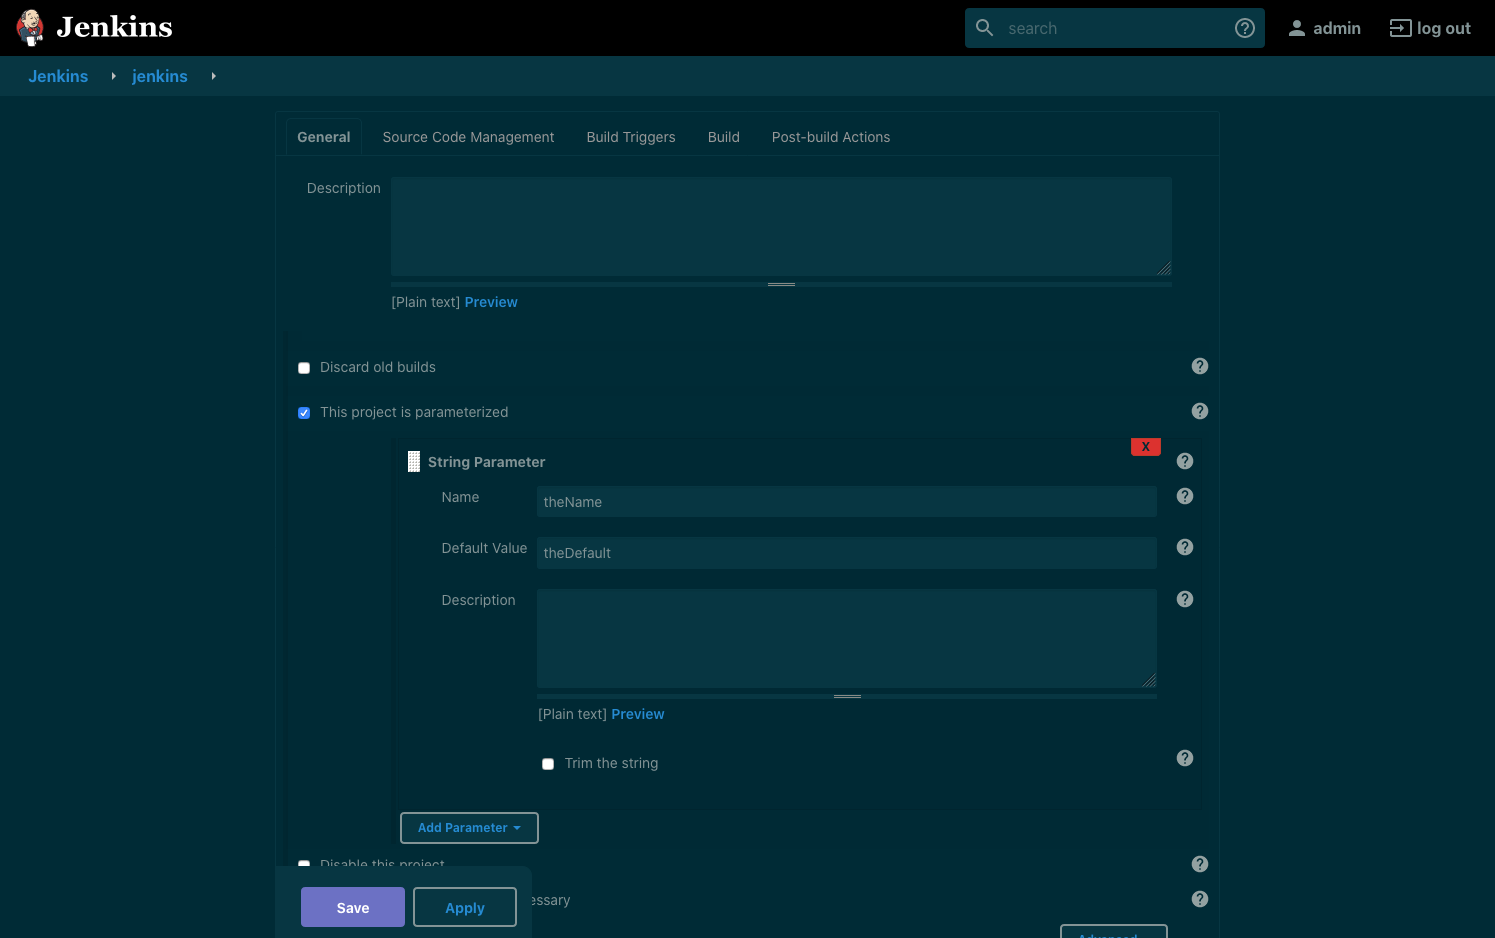 Jenkins
search
admin
log out
Jenkins
jenkins
General
Source Code Management
Build Triggers
Build
Post-build Actions
Description
[Plain text] Preview
Discard old builds
This project is parameterized
X
String Parameter
Name
theName
Default Value
theDefault
Description
[Plain text] Preview
Trim the string
Add Parameter
Disable this project
essary
Save
Apply
Advanced...